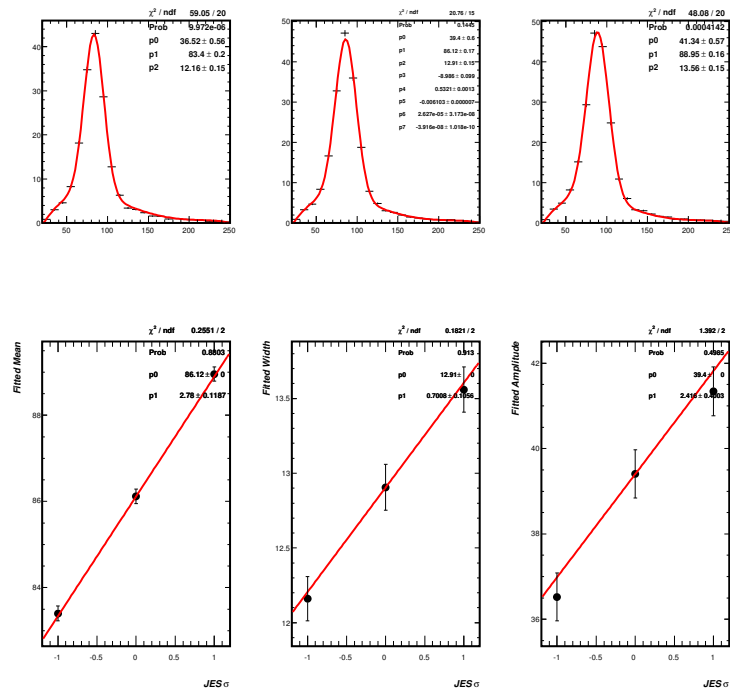 χ² / ndf 59.05 / 20
Prob 9.972e-06
p0 36.52 ± 0.56
p1 83.4 ± 0.2
p2 12.16 ± 0.15
40
30
20
10
0
50 100 150 200 250
χ² / ndf 20.76 / 15
Prob 0.1445
p0 39.4 ± 0.6
p1 86.12 ± 0.17
p2 12.91 ± 0.15
p3 -8.986 ± 0.099
p4 0.5321 ± 0.0013
p5 -0.006103 ± 0.000007
p6 2.627e-05 ± 3.173e-08
p7 -3.916e-08 ± 1.018e-10
50
40
30
20
10
0
50 100 150 200 250
χ² / ndf 48.08 / 20
Prob 0.0004142
p0 41.34 ± 0.57
p1 88.95 ± 0.16
p2 13.56 ± 0.15
50
40
30
20
10
0
50 100 150 200 250
χ² / ndf 0.2551 / 2
Prob 0.8803
p0 86.12 ± 0
p1 2.78 ± 0.1187
Fitted Mean
88
86
84
-1 -0.5 0 0.5 1
JES σ
χ² / ndf 0.1821 / 2
Prob 0.913
p0 12.91 ± 0
p1 0.7008 ± 0.1056
Fitted Width
13.5
13
12.5
12
-1 -0.5 0 0.5 1
JES σ
χ² / ndf 1.392 / 2
Prob 0.4985
p0 39.4 ± 0
p1 2.416 ± 0.4003
Fitted Amplitude
42
40
38
36
-1 -0.5 0 0.5 1
JES σ